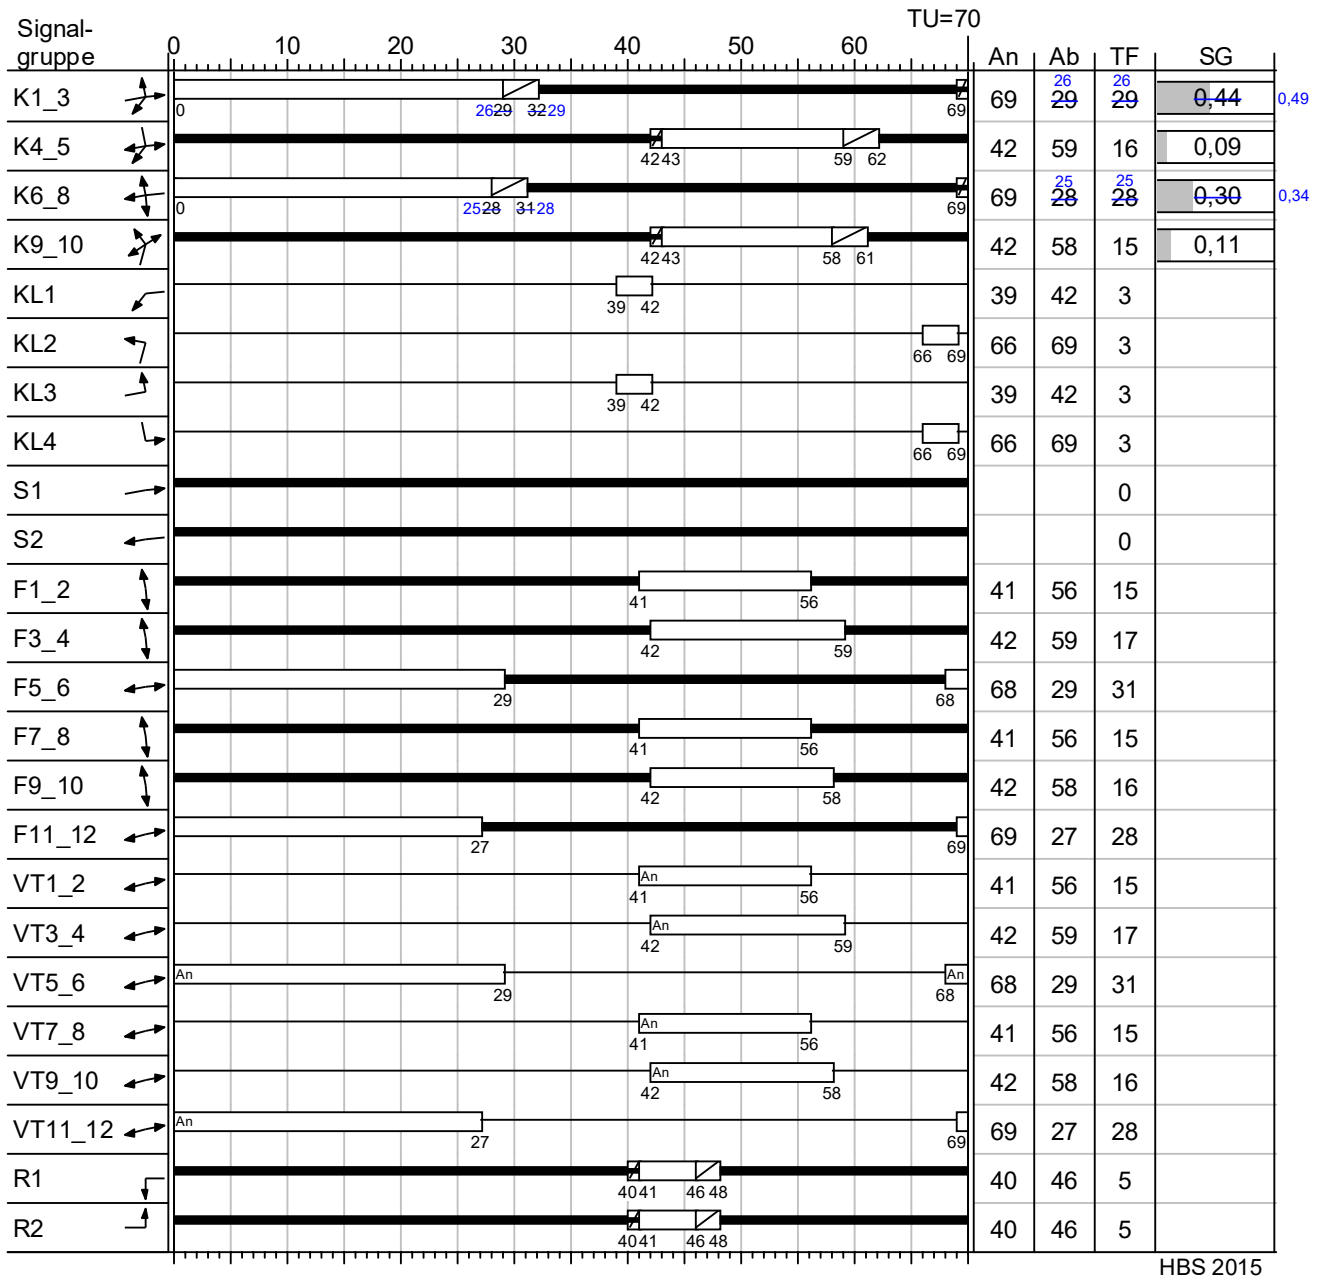 TU=70
Signal-
gruppe 0 10 20 30 40 50 60 An Ab TF SG
26 26
K1_3 69 29 29 0,44 0,49
0 26 29 32 29 69
K4_5 42 59 16 0,09
42 43 59 62
25 25
K6_8 69 28 28 0,30 0,34
0 25 28 31 28 69
K9_10 42 58 15 0,11
42 43 58 61
KL1 39 42 3
39 42
KL2 66 69 3
66 69
KL3 39 42 3
39 42
KL4 66 69 3
66 69
S1 0
S2 0
F1_2 41 56 15
41 56
F3_4 42 59 17
42 59
F5_6 68 29 31
29 68
F7_8 41 56 15
41 56
F9_10 42 58 16
42 58
F11_12 69 27 28
27 69
VT1_2 An 41 56 15
41 56
VT3_4 An 42 59 17
42 59
VT5_6 An An 68 29 31
29 68
VT7_8 An 41 56 15
41 56
VT9_10 An 42 58 16
42 58
VT11_12 An 69 27 28
27 69
R1 40 46 5
40 41 46 48
R2 40 46 5
40 41 46 48
HBS 2015